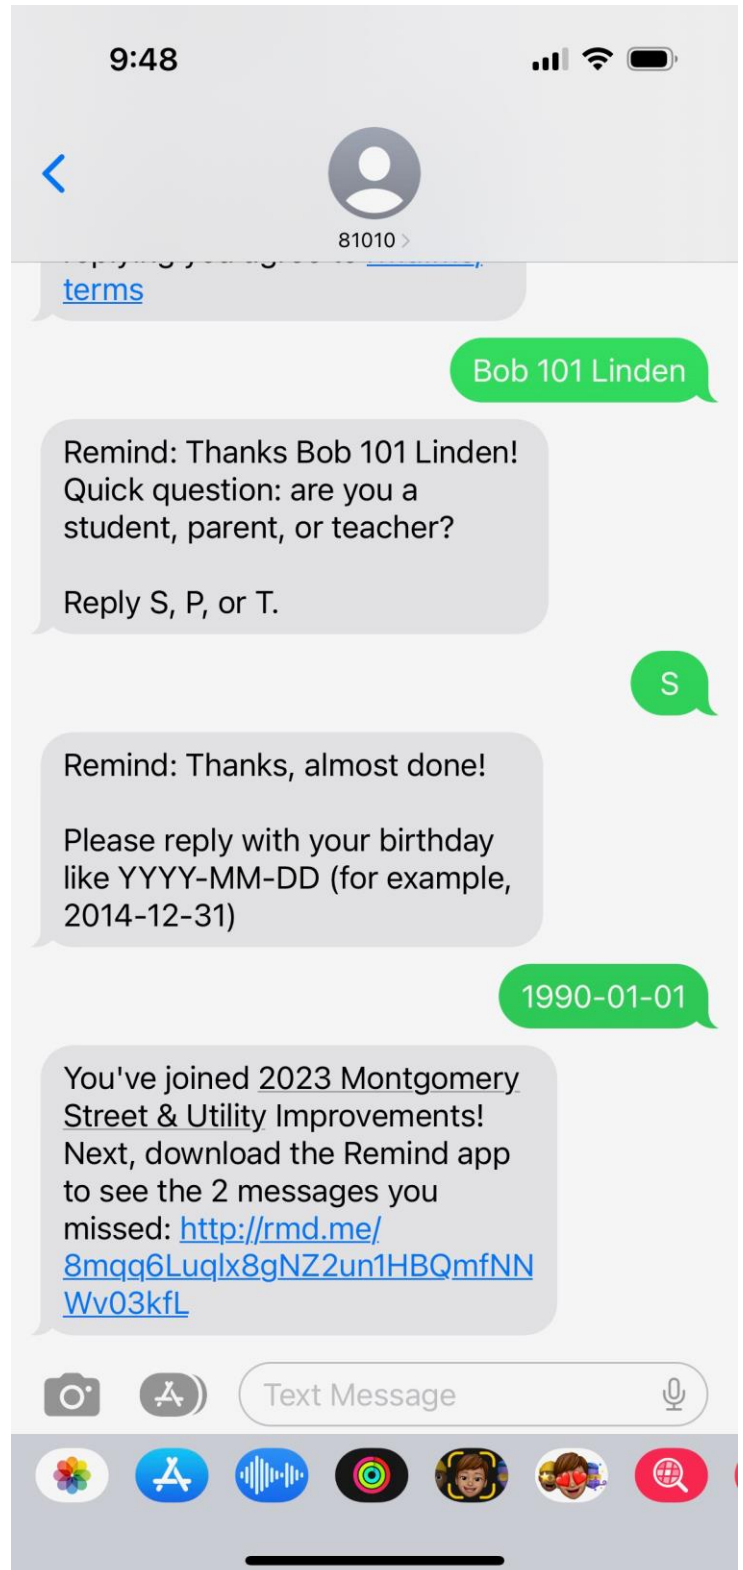 9:48
81010
terms
Bob 101 Linden
Remind: Thanks Bob 101 Linden!
Quick question: are you a
student, parent, or teacher?
Reply S, P, or T.
S
Remind: Thanks, almost done!
Please reply with your birthday
like YYYY-MM-DD (for example,
2014-12-31)
1990-01-01
You've joined 2023 Montgomery
Street & Utility Improvements!
Next, download the Remind app
to see the 2 messages you
missed: http://rmd.me/
8mqq6Luqlx8gNZ2un1HBQmfNN
Wv03kfL
Text Message